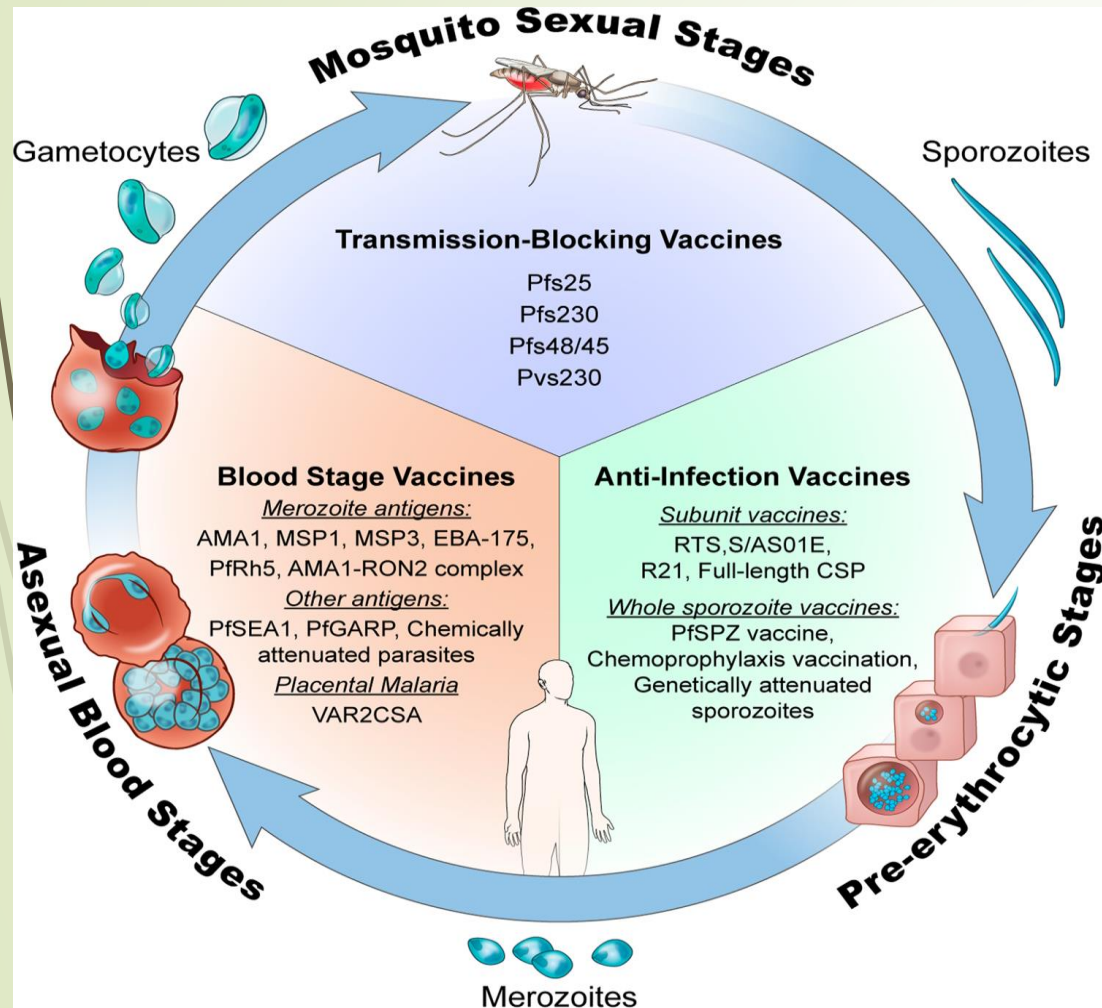 Mosquito Sexual Stages
Gametocytes
Sporozoites
Transmission-Blocking Vaccines
Pfs25
Pfs230
Pfs48/45
Pvs230
Blood Stage Vaccines
Merozoite antigens:
AMA1, MSP1, MSP3, EBA-175,
PfRh5, AMA1-RON2 complex
Other antigens:
PfSEA1, PfGARP, Chemically
attenuated parasites
Placental Malaria
VAR2CSA
Anti-Infection Vaccines
Subunit vaccines:
RTS,S/AS01E,
R21, Full-length CSP
Whole sporozoite vaccines:
PfSPZ vaccine,
Chemoprophylaxis vaccination,
Genetically attenuated
sporozoites
Asexual Blood Stages
Pre-erythrocytic Stages
Merozoites